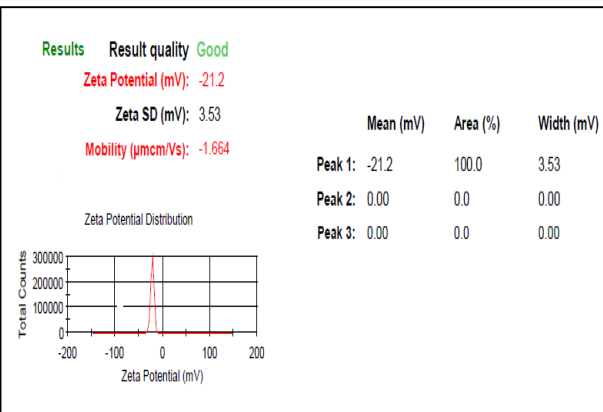 Results Result quality Good
Zeta Potential (mV): -21.2
Zeta SD (mV): 3.53
Mobility (µmcm/Vs): -1.664
Mean (mV) Area (%) Width (mV)
Peak 1: -21.2 100.0 3.53
Peak 2: 0.00 0.0 0.00
Peak 3: 0.00 0.0 0.00
Zeta Potential Distribution
Total Counts
300000
200000
100000
0
-200 -100 0 100 200
Zeta Potential (mV)